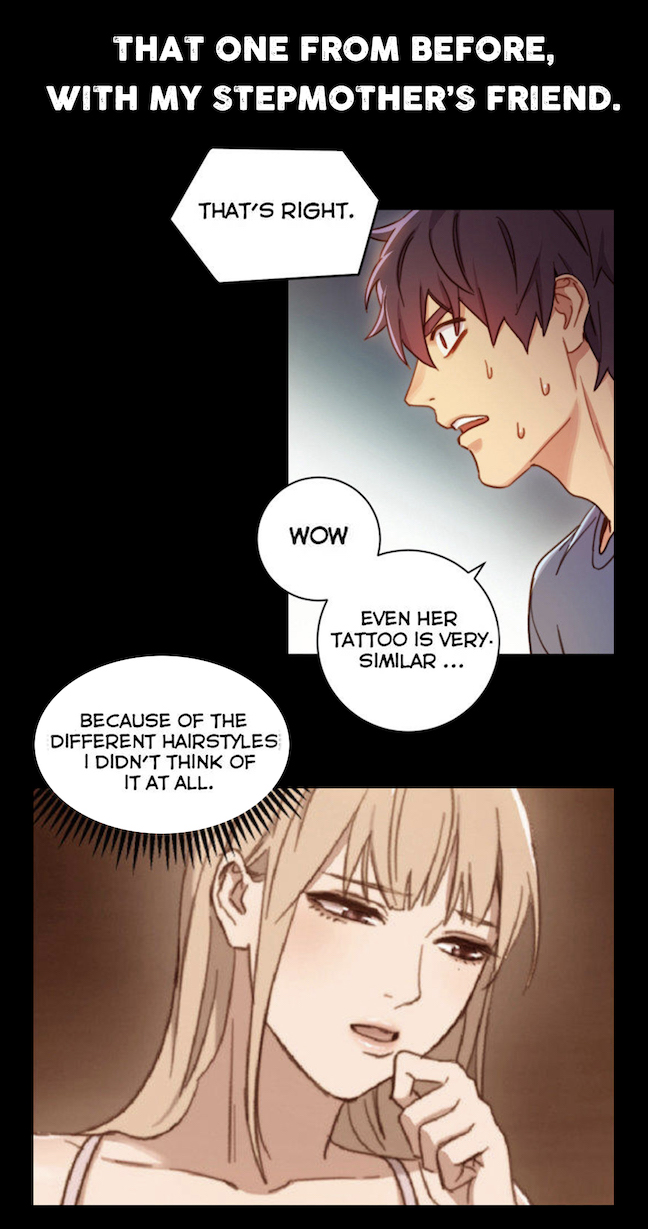 THAT ONE FROM BEFORE,
WITH MY STEPMOTHER'S FRIEND.
THAT'S RIGHT.
WOW
EVEN HER
TATTOO IS VERY.
SIMILAR ...
BECAUSE OF THE
DIFFERENT HAIRSTYLES
I DIDN'T THINK OF
IT AT ALL.